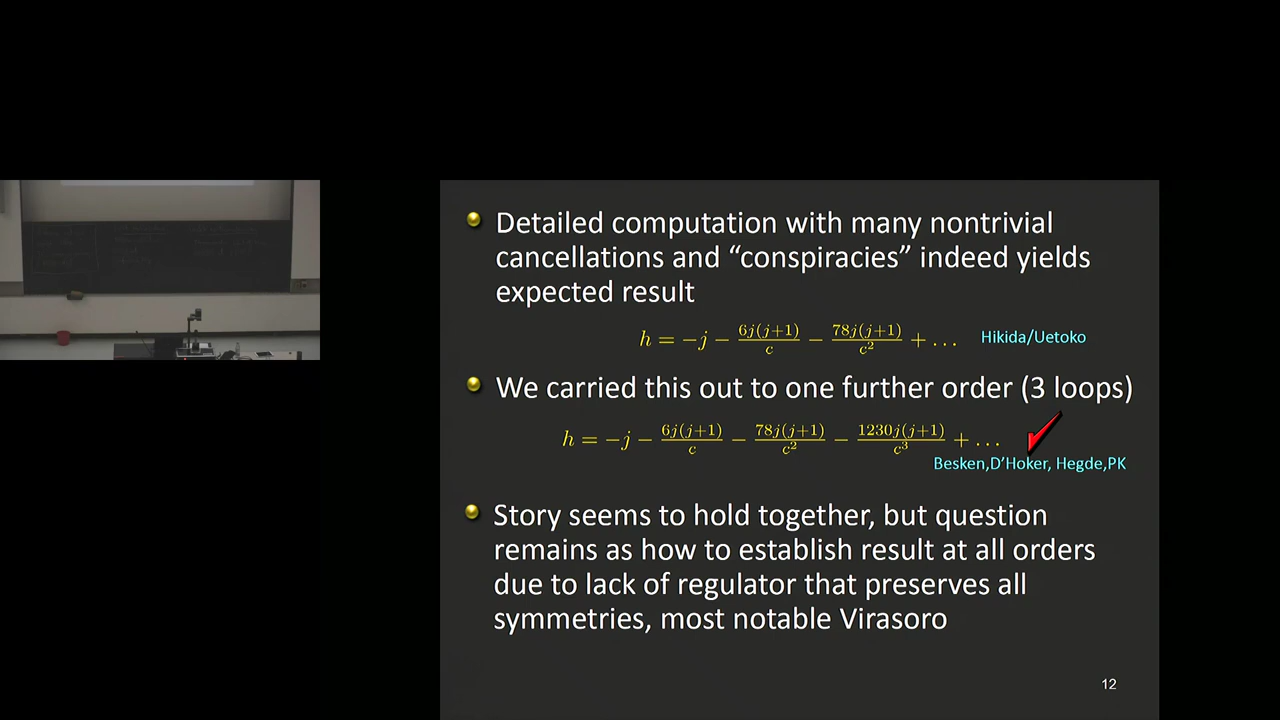 Detailed computation with many nontrivial
cancellations and “conspiracies” indeed yields
expected result
h = −j − 6j(j+1)/c − 78j(j+1)/c² + … Hikida/Uetoko
We carried this out to one further order (3 loops)
h = −j − 6j(j+1)/c − 78j(j+1)/c² − 1230j(j+1)/c³ + …
Besken,D’Hoker, Hegde,PK
Story seems to hold together, but question
remains as how to establish result at all orders
due to lack of regulator that preserves all
symmetries, most notable Virasoro
12